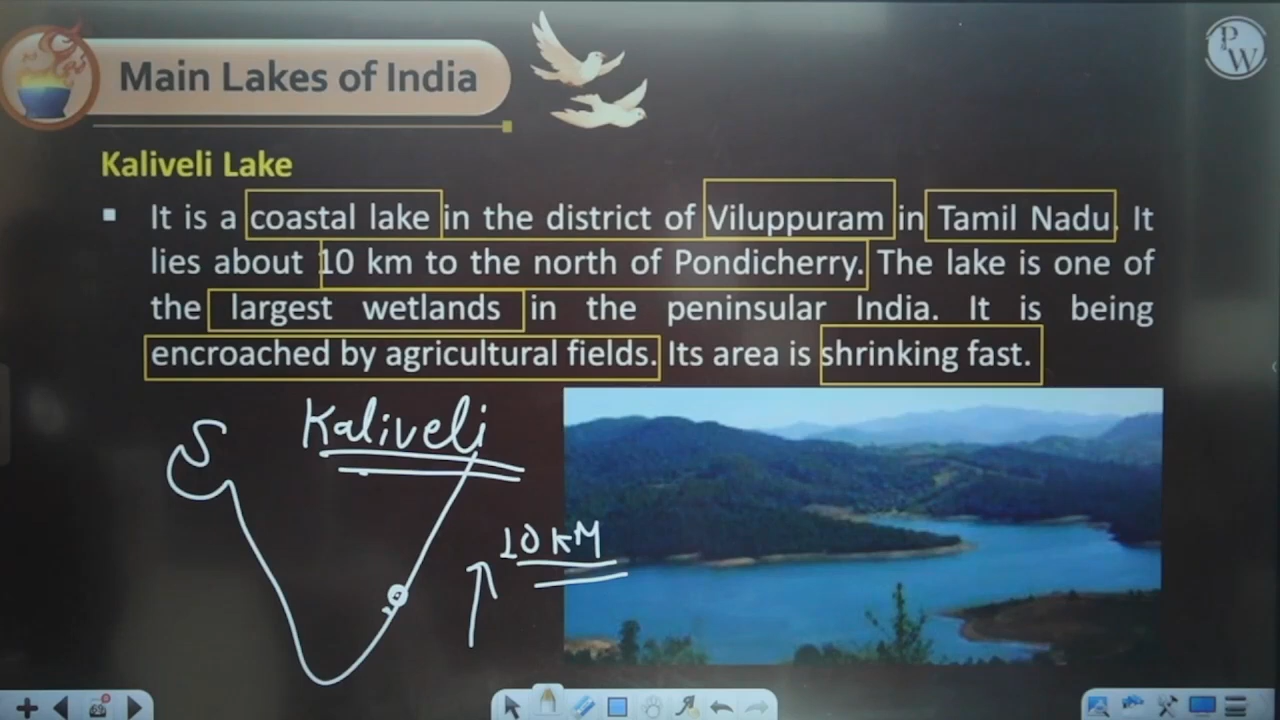 Main Lakes of India
PW
Kaliveli Lake
It is a coastal lake in the district of Viluppuram in Tamil Nadu. It
lies about 10 km to the north of Pondicherry. The lake is one of
the largest wetlands in the peninsular India. It is being
encroached by agricultural fields. Its area is shrinking fast.
Kaliveli
10 KM